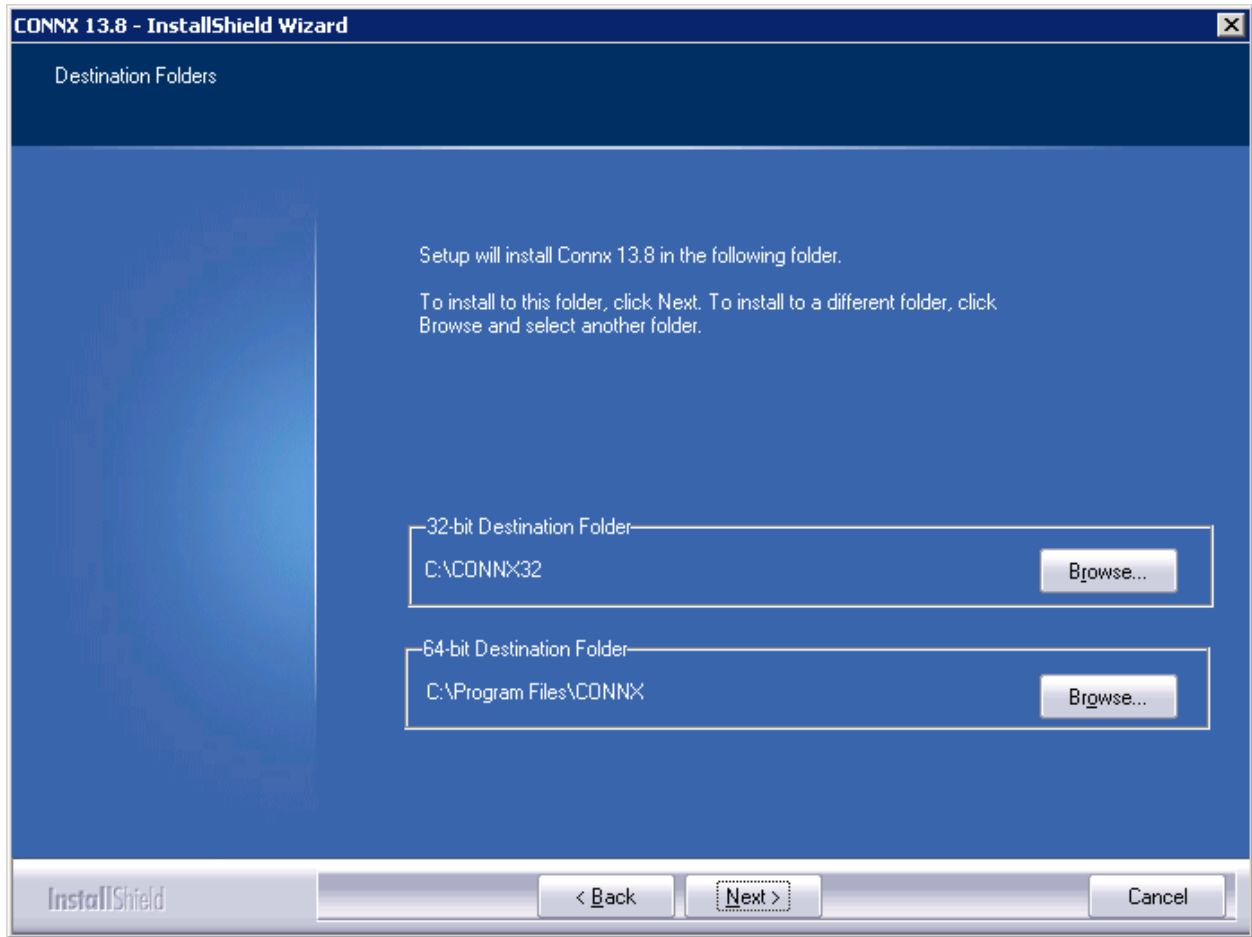 CONNX 13.8 - InstallShield Wizard
Destination Folders
Setup will install Connx 13.8 in the following folder.
To install to this folder, click Next. To install to a different folder, click
Browse and select another folder.
32-bit Destination Folder
C:\CONNX32
Browse...
64-bit Destination Folder
C:\Program Files\CONNX
Browse...
InstallShield
< Back
Next >
Cancel